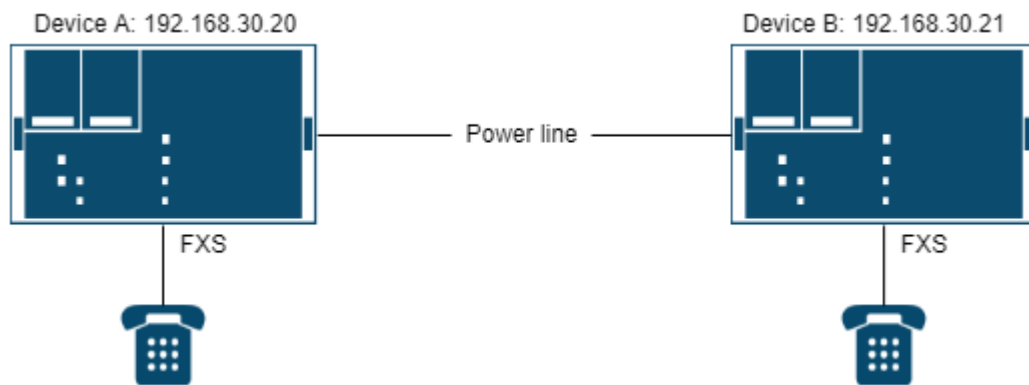 Device A: 192.168.30.20
Device B: 192.168.30.21
Power line
FXS
FXS